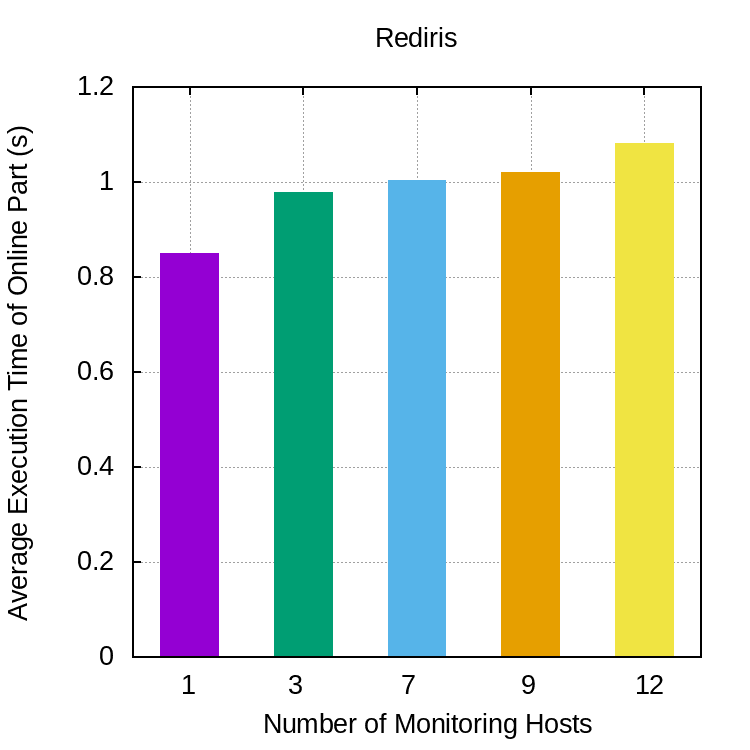 Rediris
Average Execution Time of Online Part (s)
1.2
1
0.8
0.6
0.4
0.2
0
1 3 7 9 12
Number of Monitoring Hosts